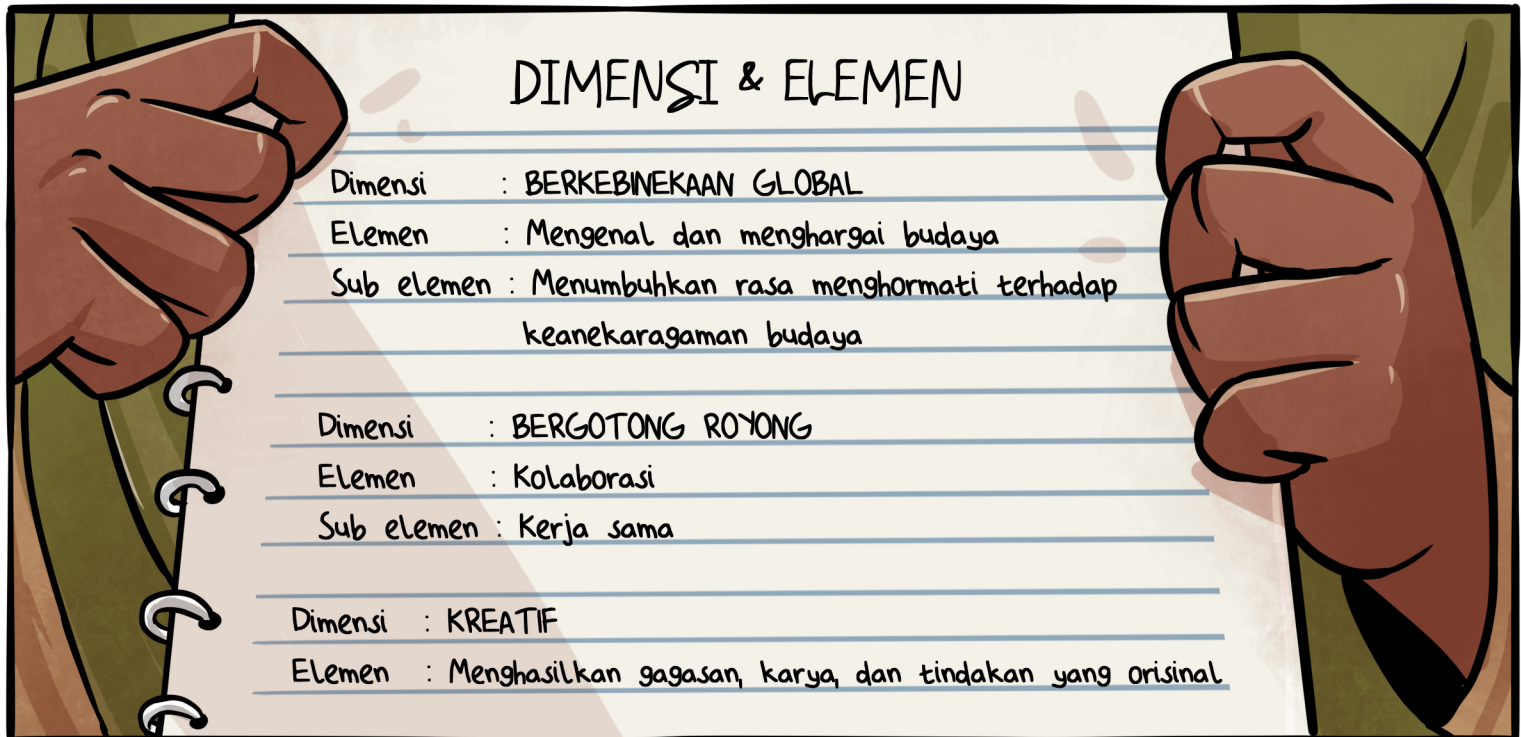 DIMENSI & ELEMEN
Dimensi : BERKEBINEKAAN GLOBAL
Elemen : Mengenal dan menghargai budaya
Sub elemen : Menumbuhkan rasa menghormati terhadap
keanekaragaman budaya
Dimensi : BERGOTONG ROYONG
Elemen : Kolaborasi
Sub elemen : Kerja sama
Dimensi : KREATIF
Elemen : Menghasilkan gagasan, karya, dan tindakan yang orisinal